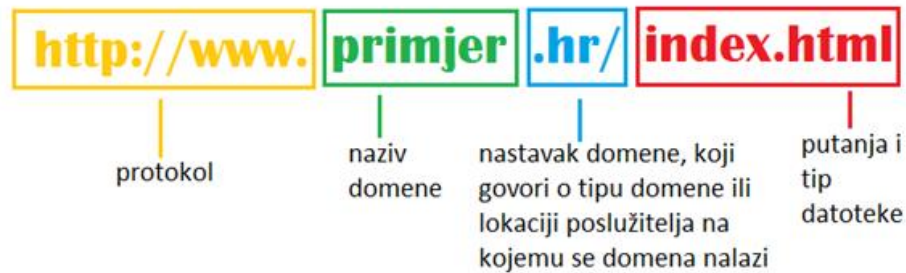 http://www.primjer.hr/index.html
protokol
naziv
domene
nastavak domene, koji
govori o tipu domene ili
lokaciji poslužitelja na
kojemu se domena nalazi
putanja i
tip
datoteke